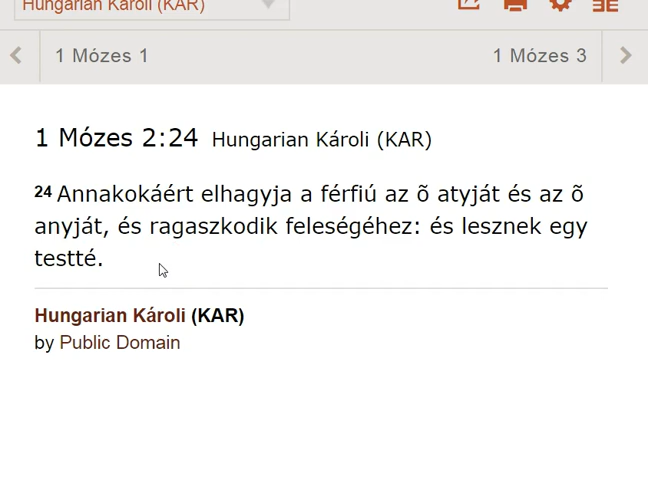 Hungarian Károli (KAR)
1 Mózes 1
1 Mózes 3
1 Mózes 2:24 Hungarian Károli (KAR)
24 Annakokáért elhagyja a férfiú az õ atyját és az õ
anyját, és ragaszkodik feleségéhez: és lesznek egy
testté.
Hungarian Károli (KAR)
by Public Domain